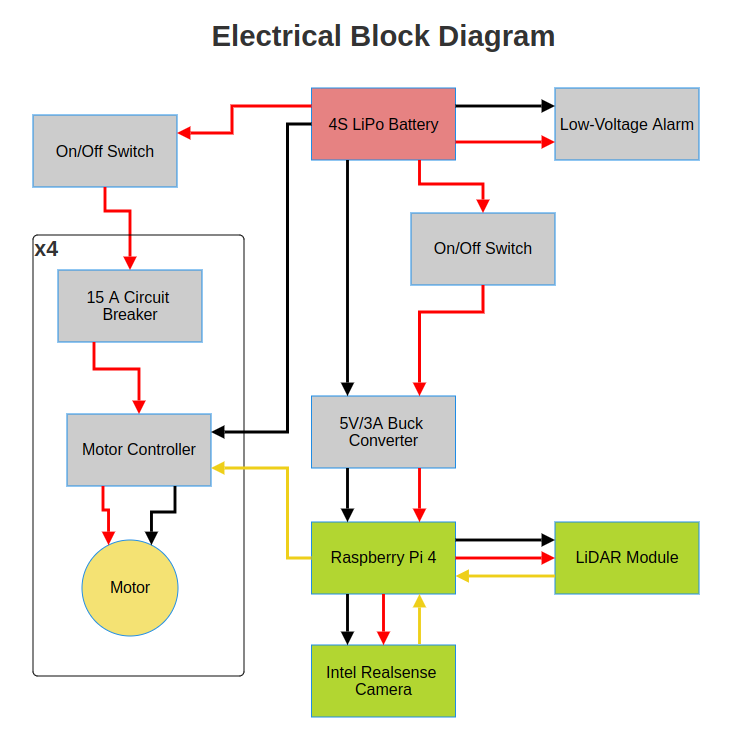 Electrical Block Diagram
4S LiPo Battery
Low-Voltage Alarm
On/Off Switch
On/Off Switch
x4
15 A Circuit
Breaker
5V/3A Buck
Converter
Motor Controller
Raspberry Pi 4
LiDAR Module
Motor
Intel Realsense
Camera